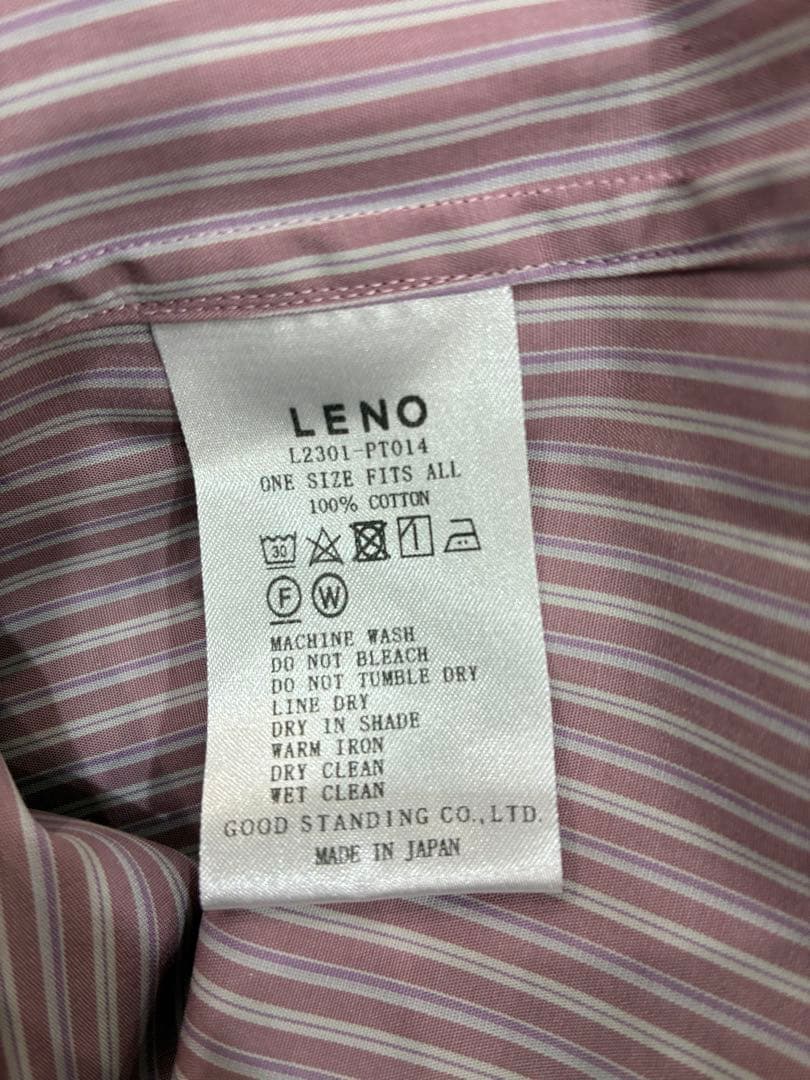 LENO
L2301-PT014
ONE SIZE FITS ALL
100% COTTON
30
F W
MACHINE WASH
DO NOT BLEACH
DO NOT TUMBLE DRY
LINE DRY
DRY IN SHADE
WARM IRON
DRY CLEAN
WET CLEAN
GOOD STANDING CO.,LTD.
MADE IN JAPAN